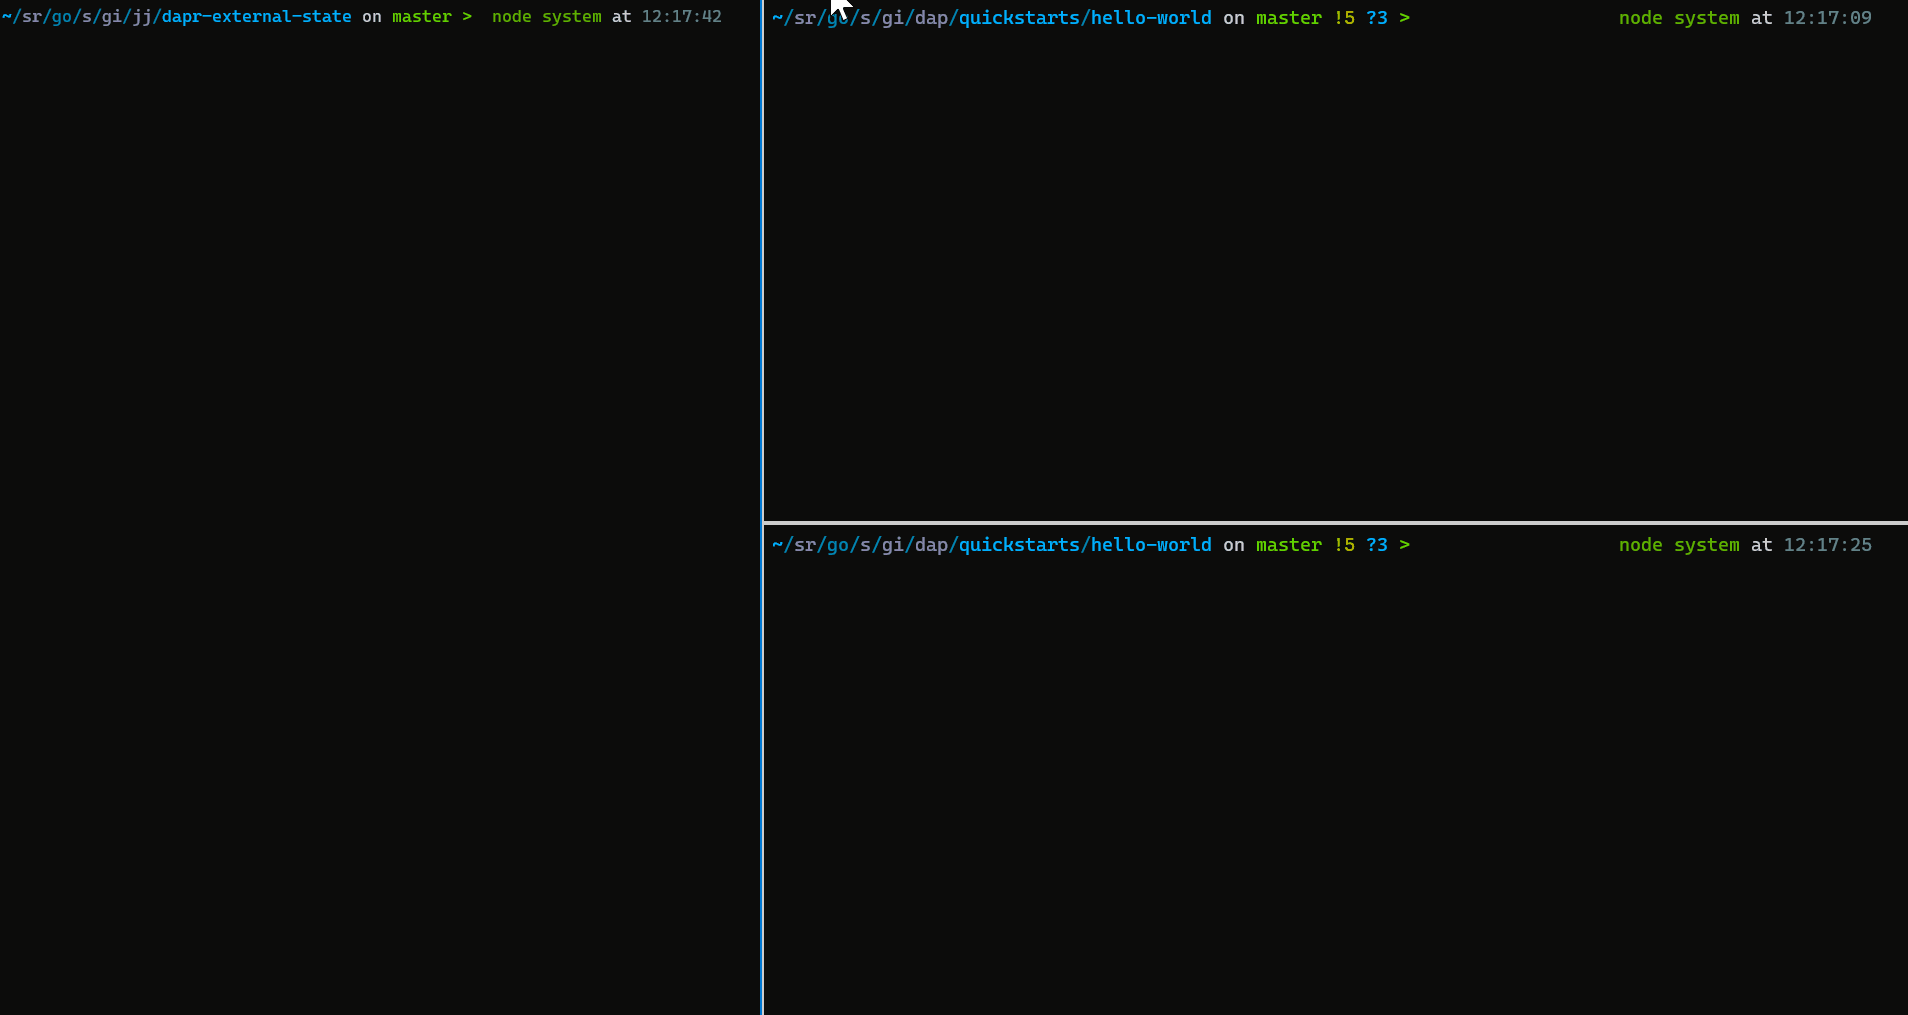 ~/sr/go/s/gi/jj/dapr-external-state on master > node system at 12:17:42
~/sr/go/s/gi/dap/quickstarts/hello-world on master !5 ?3 > node system at 12:17:09
~/sr/go/s/gi/dap/quickstarts/hello-world on master !5 ?3 > node system at 12:17:25